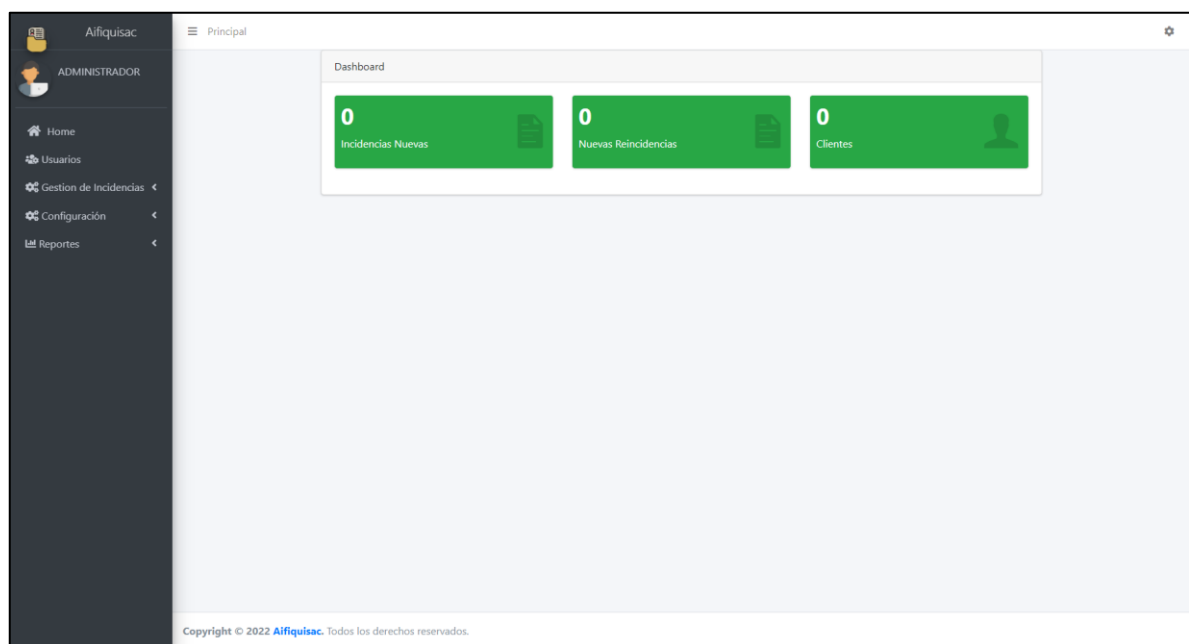 Aifiquisac
ADMINISTRADOR
Home
Usuarios
Gestion de Incidencias
Configuración
Reportes
Principal
Dashboard
0
Incidencias Nuevas
0
Nuevas Reincidencias
0
Clientes
Copyright © 2022 Aifiquisac. Todos los derechos reservados.